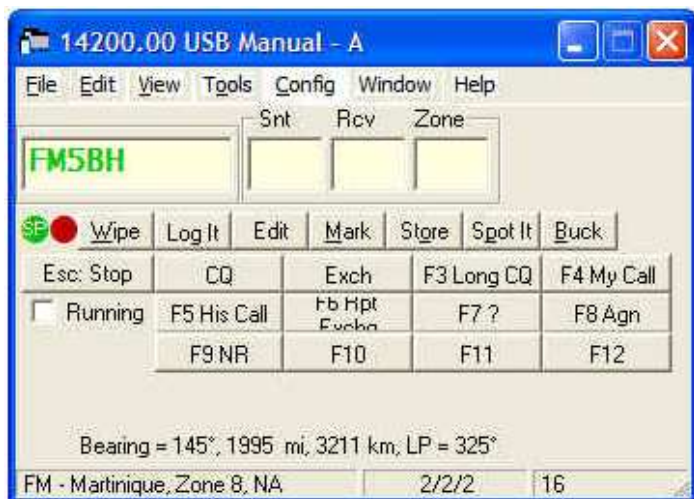 14200.00 USB Manual - A
File Edit View Tools Config Window Help
Snt Rcv Zone
FM5BH
SP Wipe Log It Edit Mark Store Spot It Buck
Esc: Stop CQ Exch F3 Long CQ F4 My Call
Running F5 His Call F6 Rpt Exchg F7 ? F8 Agn
F9 NR F10 F11 F12
Bearing = 145°, 1995 mi, 3211 km, LP = 325°
FM - Martinique, Zone 8, NA 2/2/2 16